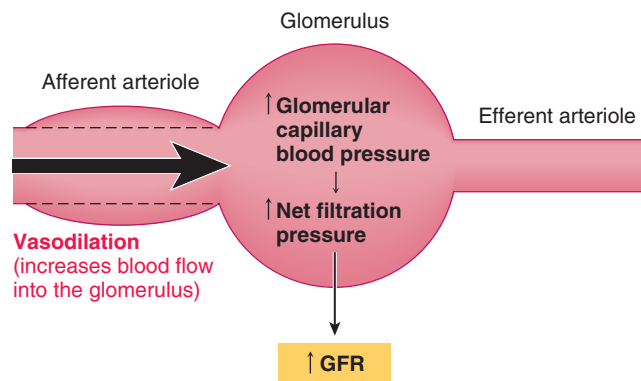 Glomerulus
Afferent arteriole
↑ Glomerular
capillary
blood pressure
↓
↑ Net filtration
pressure
Efferent arteriole
Vasodilation
(increases blood flow
into the glomerulus)
↑ GFR